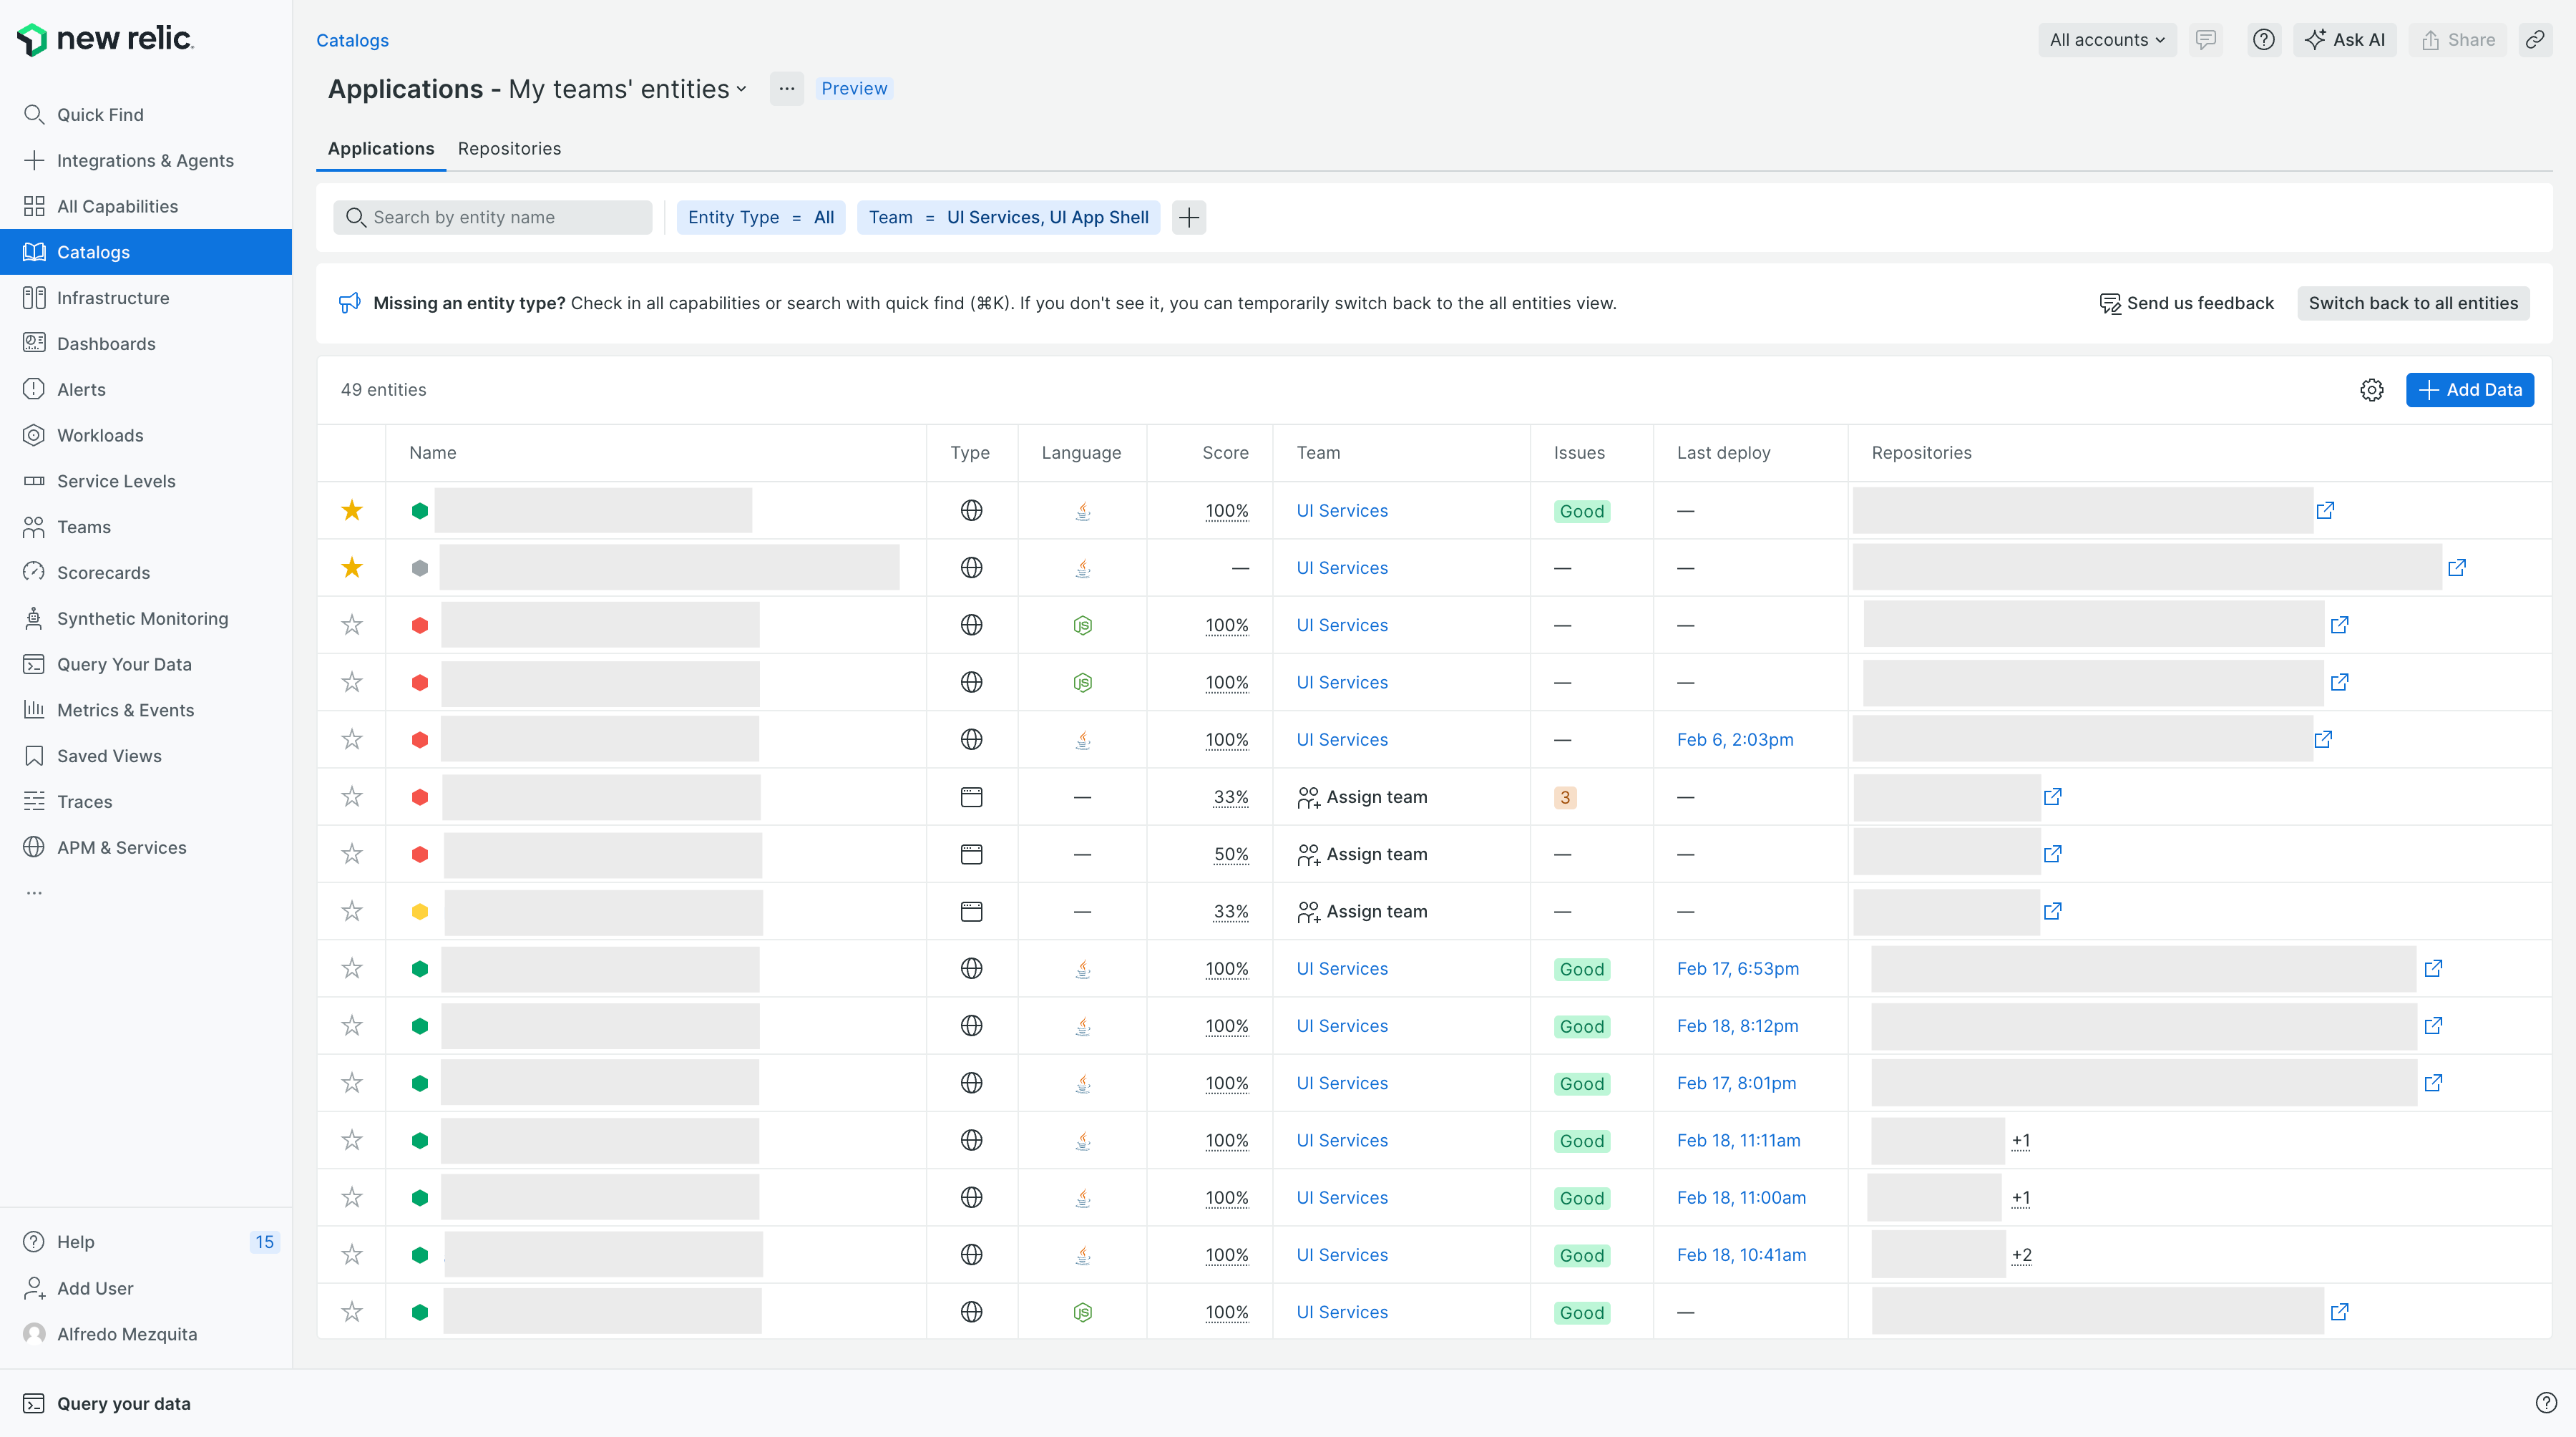 new relic.
Quick Find
Integrations & Agents
All Capabilities
Catalogs
Infrastructure
Dashboards
Alerts
Workloads
Service Levels
Teams
Scorecards
Synthetic Monitoring
Query Your Data
Metrics & Events
Saved Views
Traces
APM & Services
...
Help 15
Add User
Alfredo Mezquita
Catalogs
All accounts Ask AI Share
Applications - My teams' entities ... Preview
Applications Repositories
Search by entity name Entity Type = All Team = UI Services, UI App Shell
Missing an entity type? Check in all capabilities or search with quick find (⌘K). If you don't see it, you can temporarily switch back to the all entities view. Send us feedback Switch back to all entities
49 entities Add Data
Name Type Language Score Team Issues Last deploy Repositories
100% UI Services Good —
— UI Services — —
JS 100% UI Services — —
JS 100% UI Services — —
100% UI Services — Feb 6, 2:03pm
— 33% Assign team 3 —
— 50% Assign team — —
— 33% Assign team — —
100% UI Services Good Feb 17, 6:53pm
100% UI Services Good Feb 18, 8:12pm
100% UI Services Good Feb 17, 8:01pm
100% UI Services Good Feb 18, 11:11am +1
100% UI Services Good Feb 18, 11:00am +1
100% UI Services Good Feb 18, 10:41am +2
JS 100% UI Services Good —
Query your data